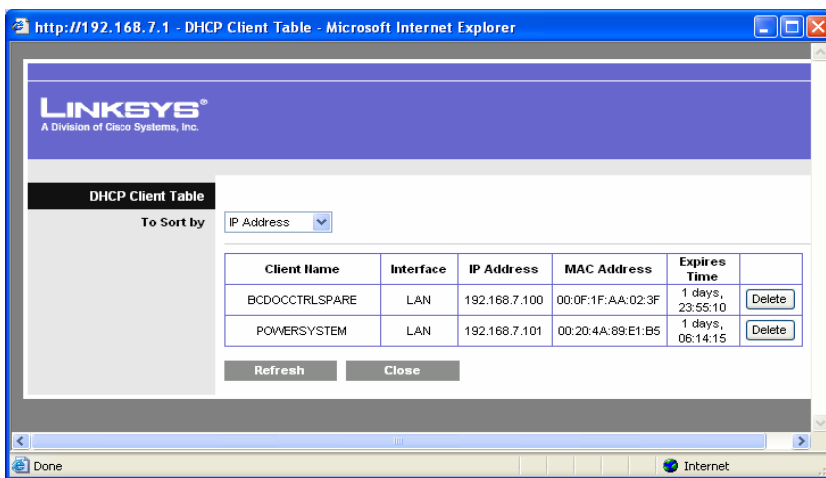 http://192.168.7.1 - DHCP Client Table - Microsoft Internet Explorer
LINKSYS®
A Division of Cisco Systems, Inc.
DHCP Client Table
To Sort by IP Address
Client Name Interface IP Address MAC Address Expires Time
BCDOCCTRLSPARE LAN 192.168.7.100 00:0F:1F:AA:02:3F 1 days, 23:55:10 Delete
POWERSYSTEM LAN 192.168.7.101 00:20:4A:89:E1:B5 1 days, 06:14:15 Delete
Refresh Close
Done Internet